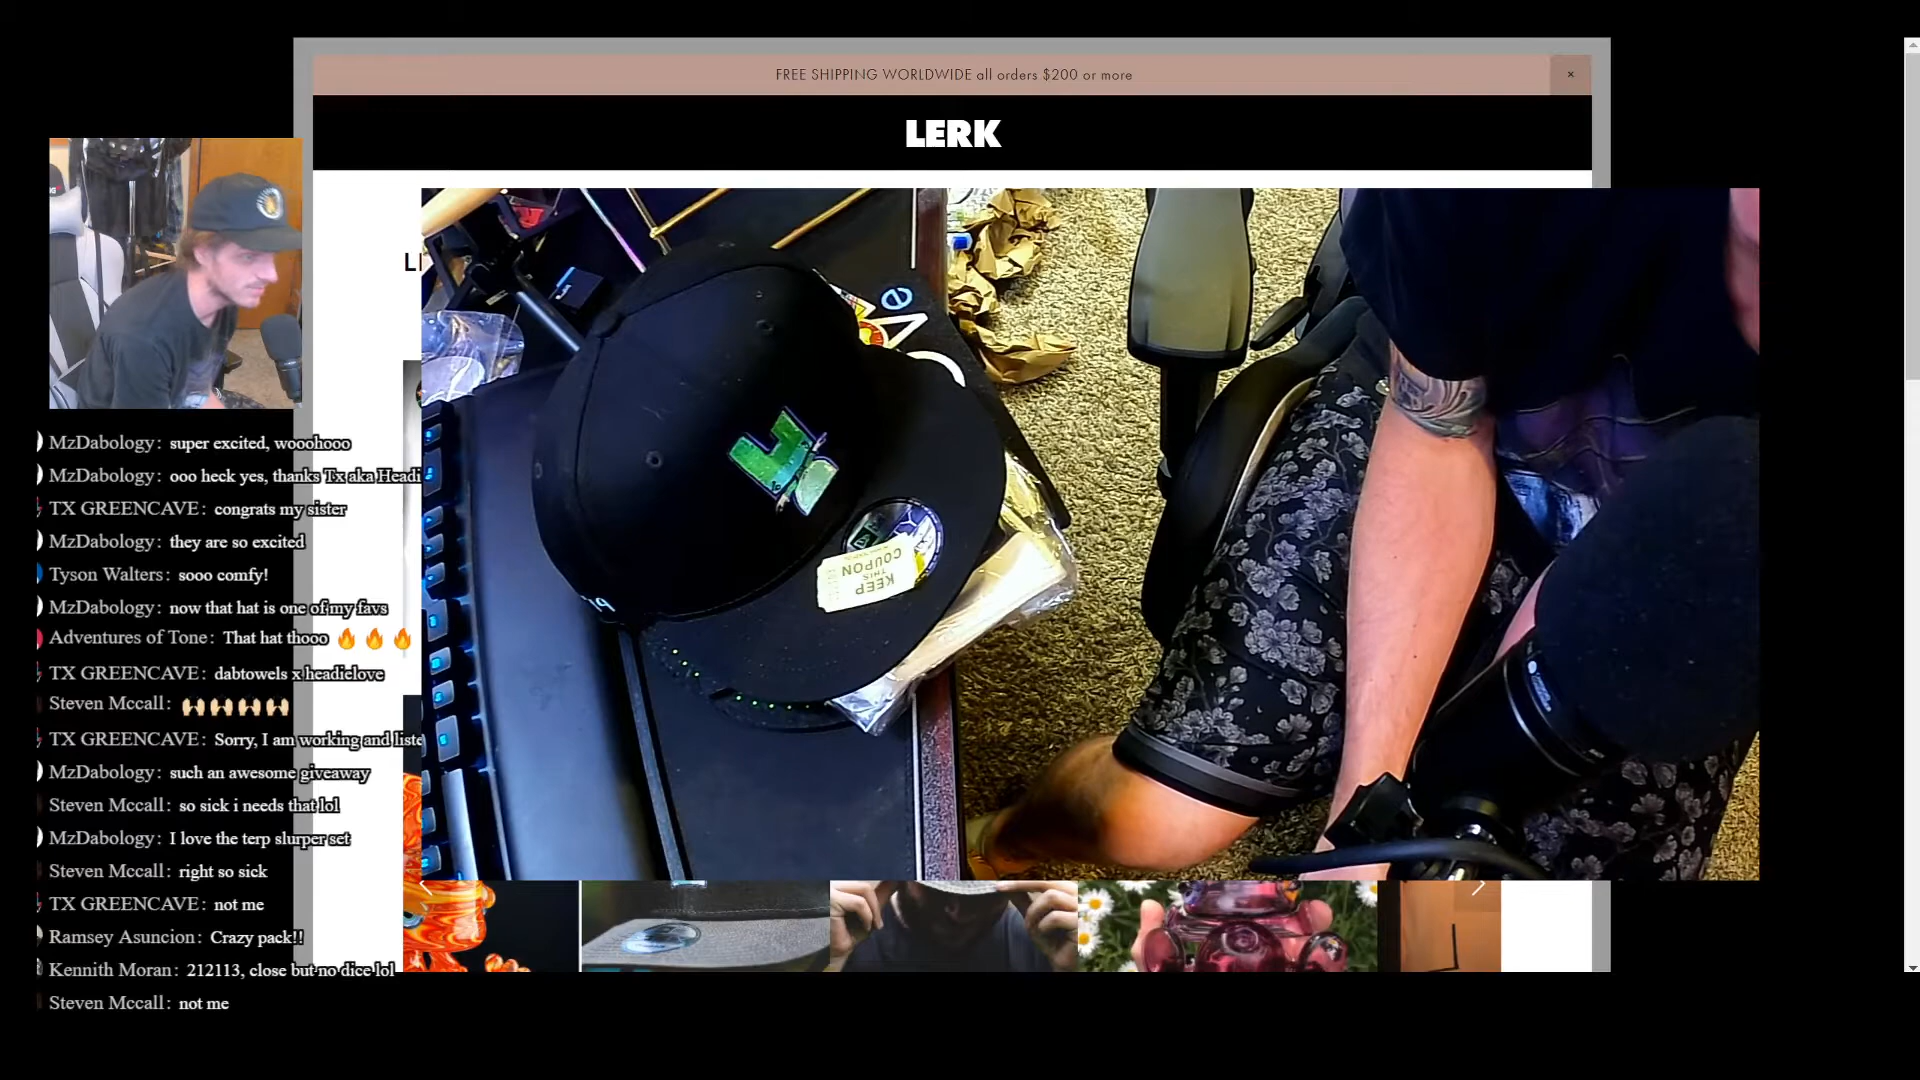 FREE SHIPPING WORLDWIDE all orders $200 or more
×
LERK
LI
e
KEEP
THIS
COUPON
MzDabology: super excited, wooohooo
MzDabology: ooo heck yes, thanks Tx aka Headi
TX GREENCAVE: congrats my sister
MzDabology: they are so excited
Tyson Walters: sooo comfy!
MzDabology: now that hat is one of my favs
Adventures of Tone: That hat thooo 🔥 🔥 🔥
TX GREENCAVE: dabtowels x headielove
Steven Mccall: 🙌🏻🙌🏻🙌🏻🙌🏻
TX GREENCAVE: Sorry, I am working and liste
MzDabology: such an awesome giveaway
Steven Mccall: so sick i needs that lol
MzDabology: I love the terp slurper set
Steven Mccall: right so sick
TX GREENCAVE: not me
Ramsey Asuncion: Crazy pack!!
Kennith Moran: 212113, close but no dice lol
Steven Mccall: not me